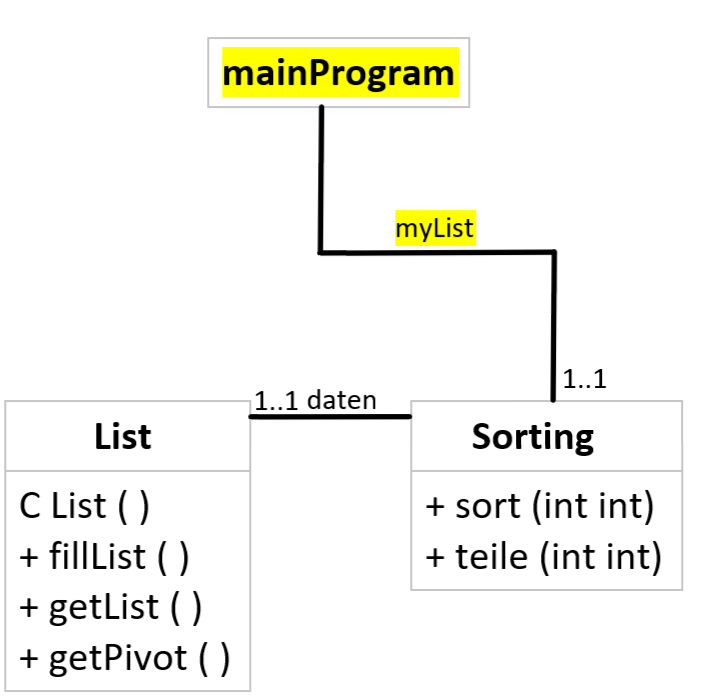 mainProgram
myList
1..1
1..1 daten
List
C List ( )
+ fillList ( )
+ getList ( )
+ getPivot ( )
Sorting
+ sort (int int)
+ teile (int int)